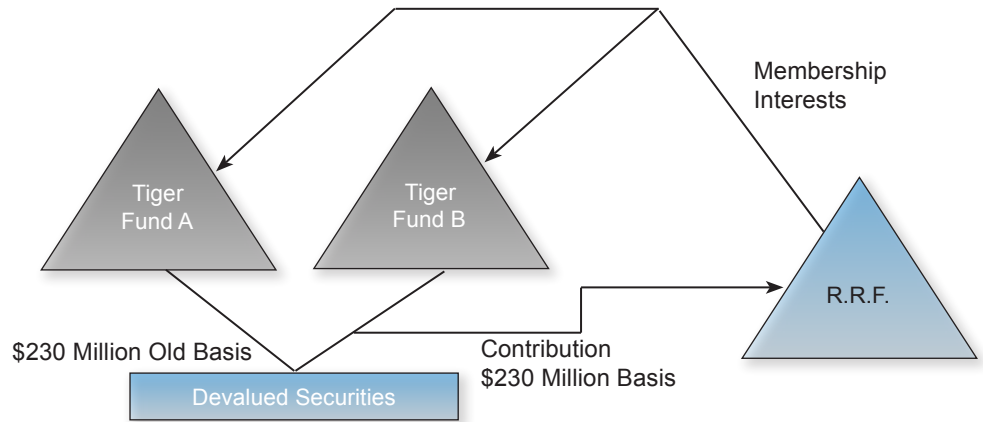 Membership
Interests
Tiger
Fund A
Tiger
Fund B
R.R.F.
$230 Million Old Basis
Contribution
$230 Million Basis
Devalued Securities